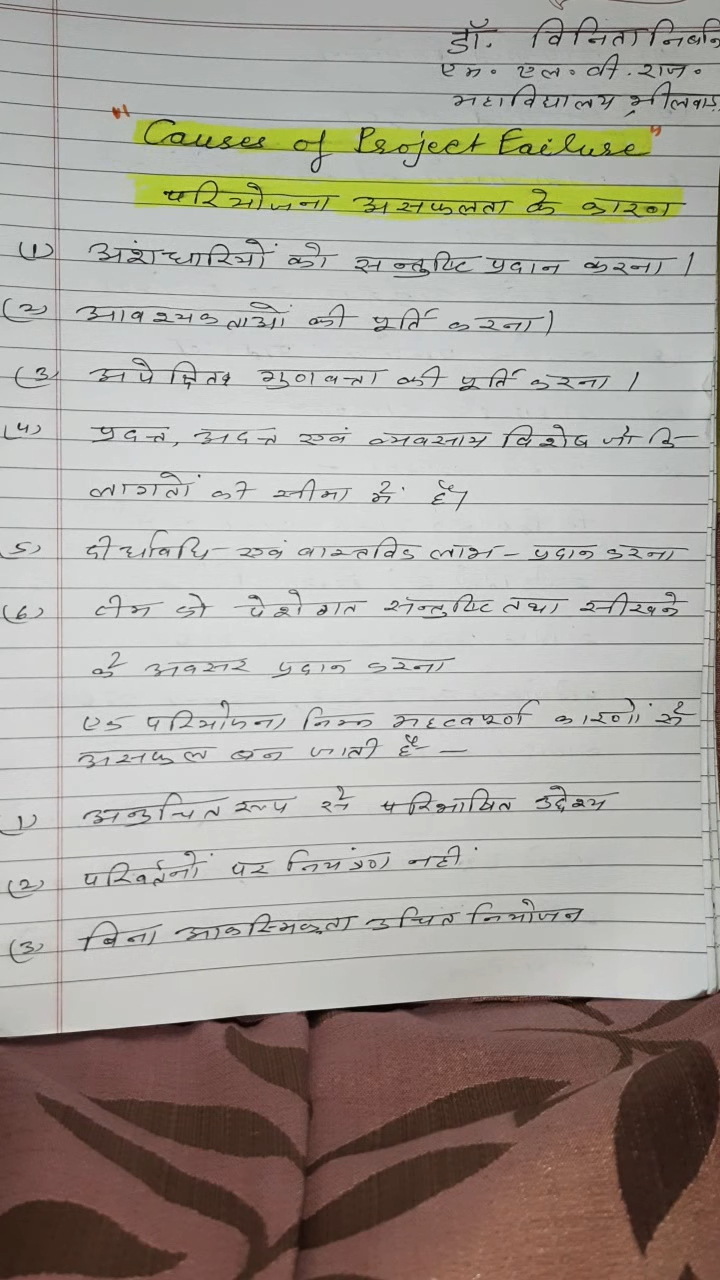 डॉ. विनिता
एम. एल. वी. राज.
महाविद्यालय भीलवाड़
"Causes of Project Failure"
परियोजना असफलता के कारण
(1) अंशधारियों को सन्तुष्टि प्रदान करना।
(2) आवश्यकताओं की पूर्ति करना।
(3) अपेक्षित गुणवत्ता की पूर्ति करना।
(4) प्रदत्त, अदत्त एवं व्यवसाय विशेष जो कि
लागतों की सीमा में हैं।
(5) दीर्घावधि एवं वास्तविक लाभ - प्रदान करना
(6) टीम को पेशेगत सन्तुष्टि तथा सीखने
के अवसर प्रदान करना
एक परियोजना निम्न महत्वपूर्ण कारणों से
असफल बन जाती है -
(1) अनुचित रूप से परिभाषित उद्देश्य
(2) परिवर्तनों पर नियंत्रण नहीं
(3) बिना आकस्मिकता उचित नियोजन